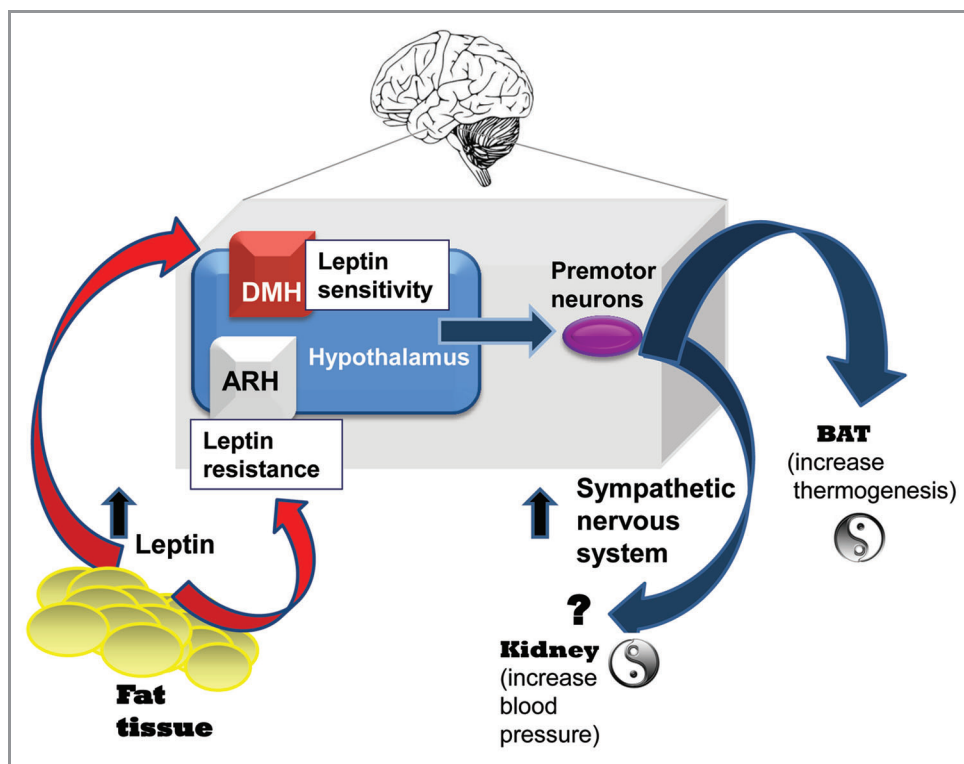 DMH
Leptin
sensitivity
Hypothalamus
ARH
Leptin
resistance
Premotor
neurons
BAT
(increase
thermogenesis)
Sympathetic
nervous
system
Leptin
Fat
tissue
?
Kidney
(increase
blood
pressure)